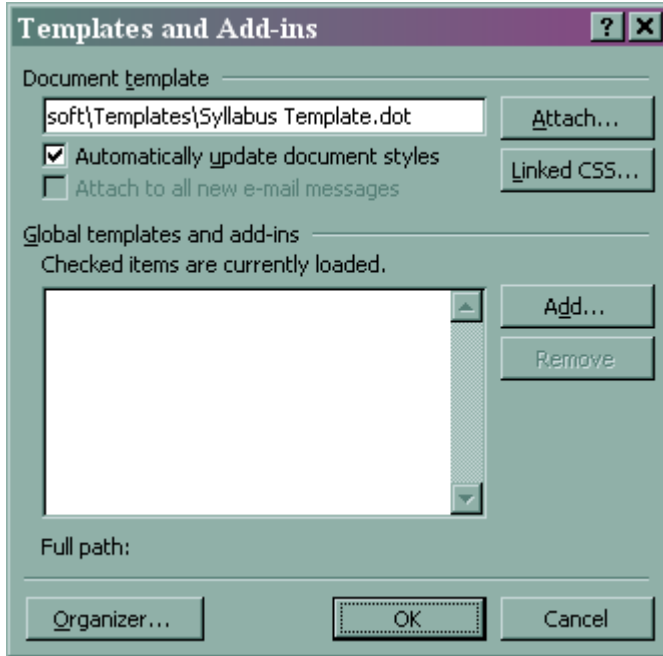 Templates and Add-ins
Document template
soft\Templates\Syllabus Template.dot
Attach...
Automatically update document styles
Linked CSS...
Attach to all new e-mail messages
Global templates and add-ins
Checked items are currently loaded.
Add...
Remove
Full path:
Organizer...
OK
Cancel